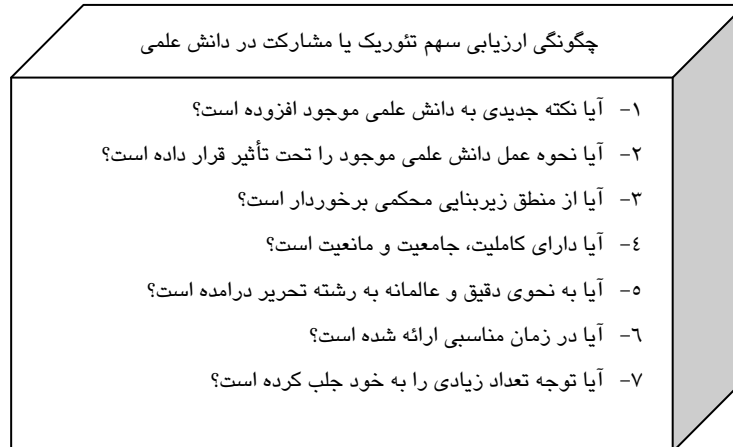 چگونگی ارزیابی سهم تئوریک یا مشارکت در دانش علمی
۱- آیا نکته جدیدی به دانش علمی موجود افزوده است؟
۲- آیا نحوه عمل دانش علمی موجود را تحت تأثیر قرار داده است؟
۳- آیا از منطق زیربنایی محکمی برخوردار است؟
٤- آیا دارای کاملیت، جامعیت و مانعیت است؟
٥- آیا به نحوی دقیق و عالمانه به رشته تحریر درامده است؟
٦- آیا در زمان مناسبی ارائه شده است؟
۷- آیا توجه تعداد زیادی را به خود جلب کرده است؟